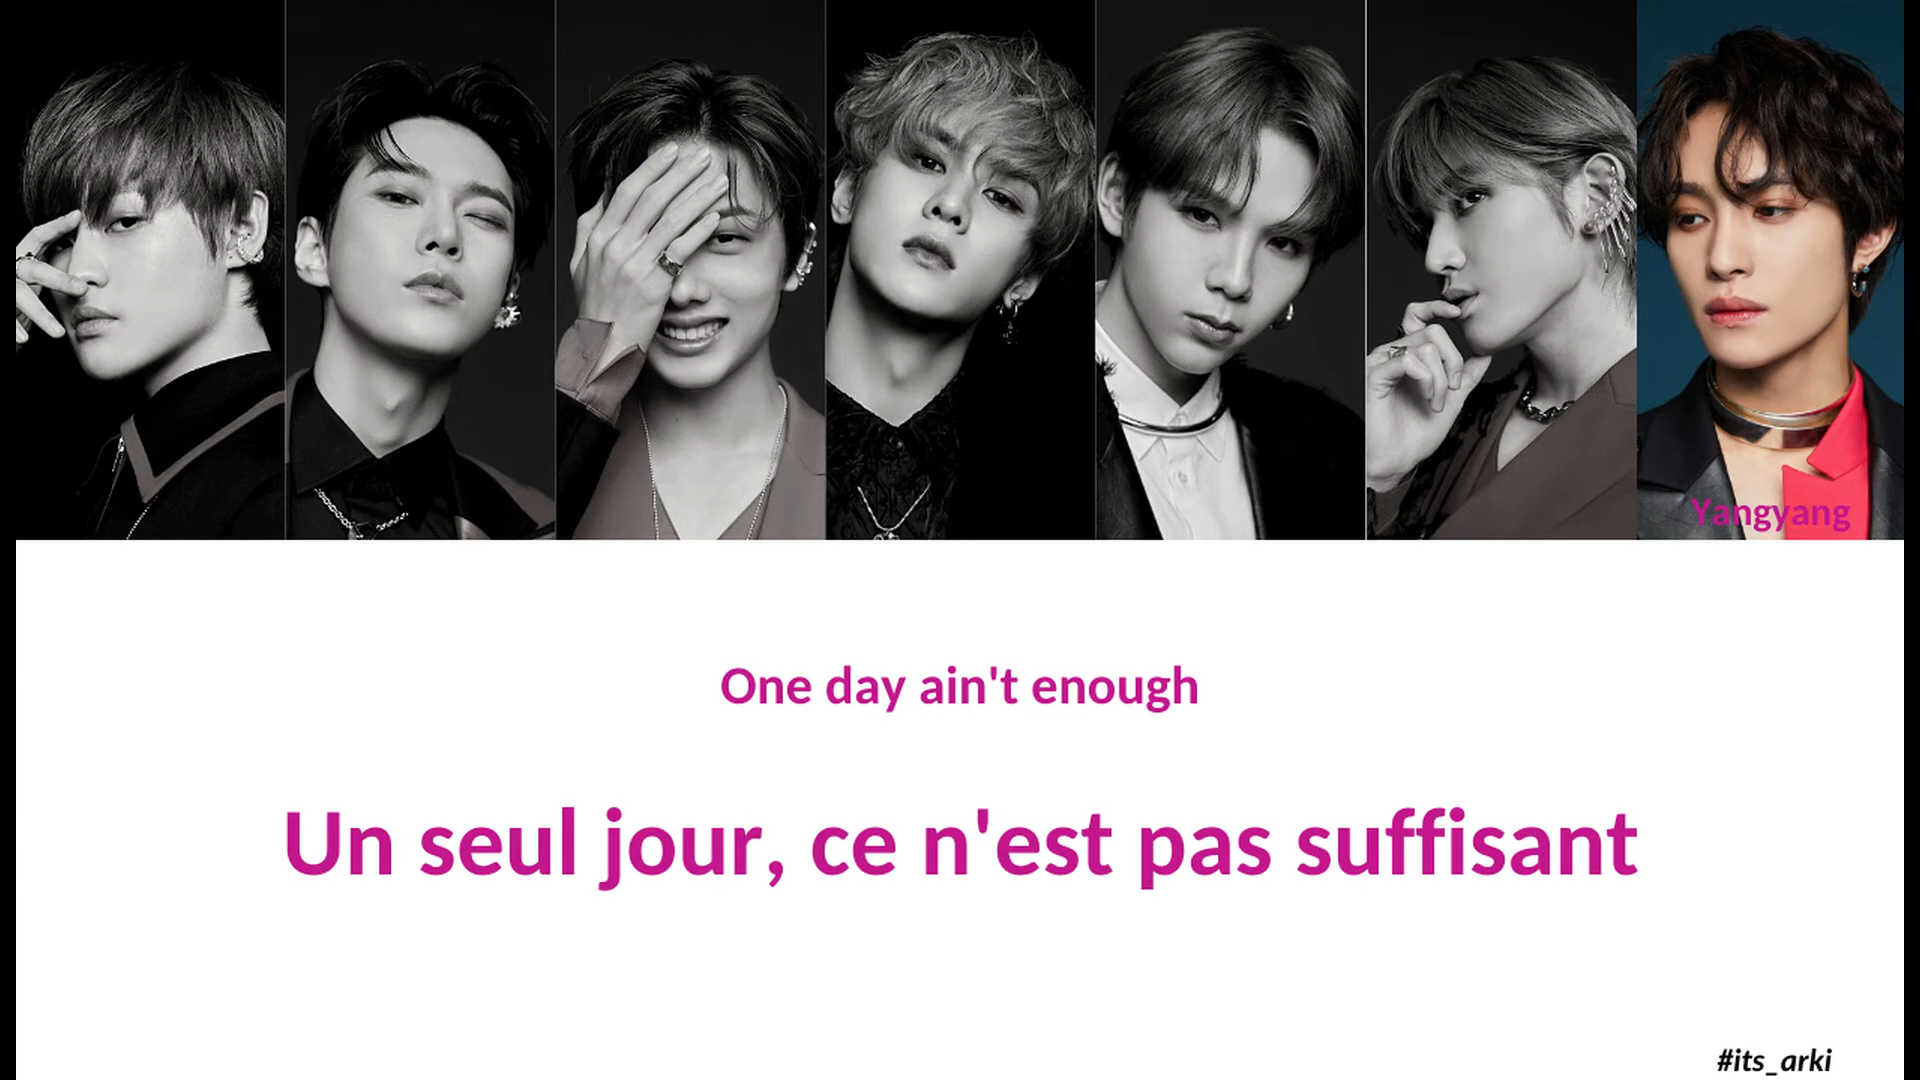 Yangyang
One day ain't enough
Un seul jour, ce n'est pas suffisant
#its_arki